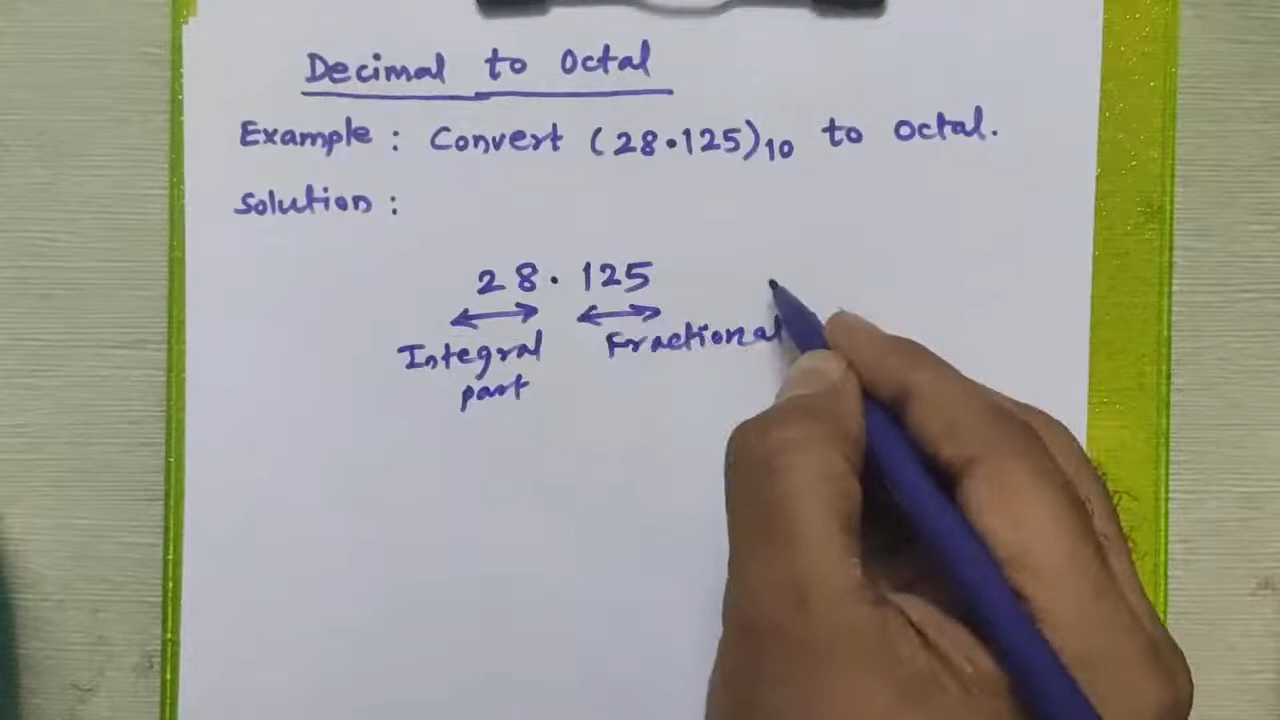 Decimal to Octal
Example : Convert (28.125)10 to Octal.
Solution :
28.125
Integral Fractional
part